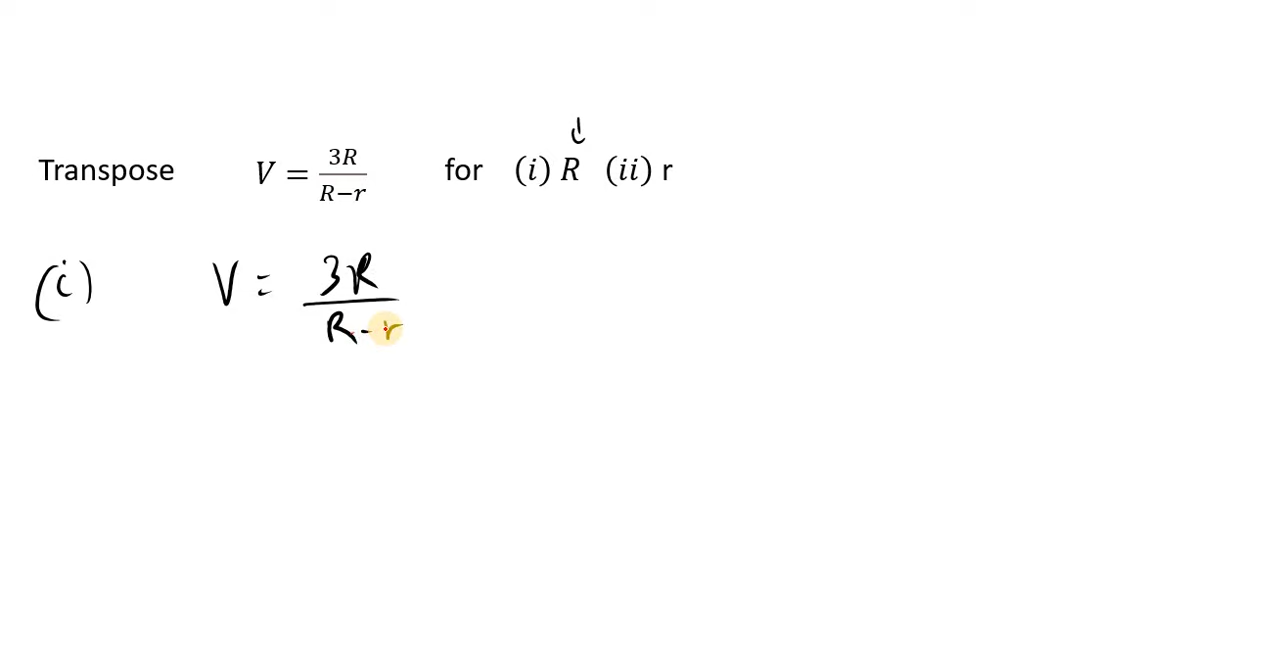 Transpose V = 3R/(R−r) for (i) R (ii) r
(i) V = 3R/(R-r)